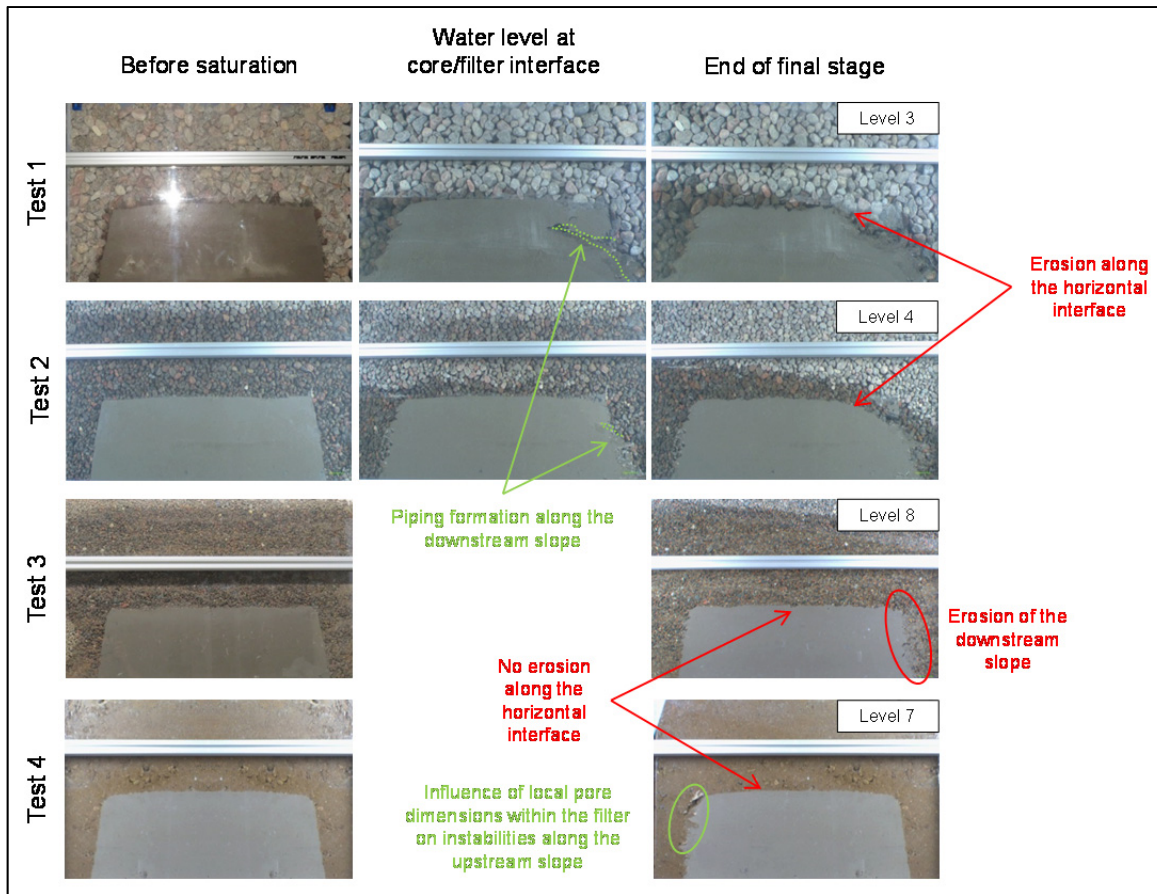 Before saturation
Water level at
core/filter interface
End of final stage
Test 1
Level 3
Erosion along
the horizontal
interface
Test 2
Level 4
Piping formation along the
downstream slope
Test 3
Level 8
Erosion of the
downstream
slope
No erosion
along the
horizontal
interface
Test 4
Level 7
Influence of local pore
dimensions within the filter
on instabilities along the
upstream slope